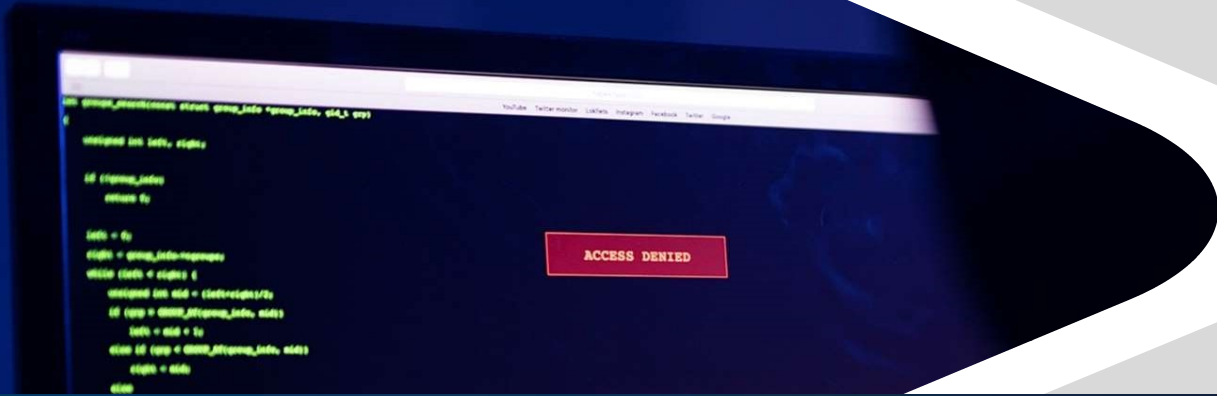 YouTube Twitter monitor Instagram Facebook Twitter Google
int groups_search(const struct group_info *group_info, gid_t grp)
{
unsigned int left, right;
if (!group_info)
return 0;
left = 0;
right = group_info->ngroups;
while (left < right) {
unsigned int mid = (left+right)/2;
if (grp > GROUP_AT(group_info, mid))
left = mid + 1;
else if (grp < GROUP_AT(group_info, mid))
right = mid;
else
ACCESS DENIED